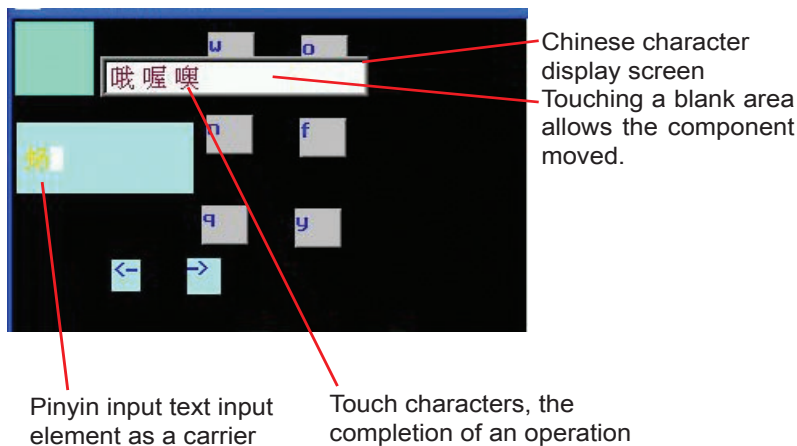 w o
哦 喔 噢
n f
q y
<- ->
Chinese character
display screen
Touching a blank area
allows the component
moved.
Pinyin input text input
element as a carrier
Touch characters, the
completion of an operation